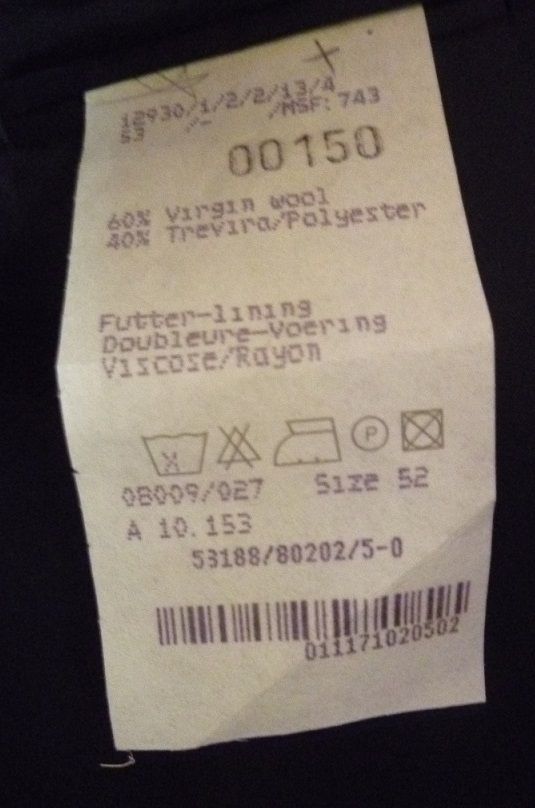 12930/1/2/2/13/4
53 /- /MSF: 743
00150
60% Virgin wool
40% Trevira/Polyester
Futter-lining
Doubleure-Voering
Viscose/Rayon
P
08009/027 Size 52
A 10.153
53188/80202/5-0
011171020502